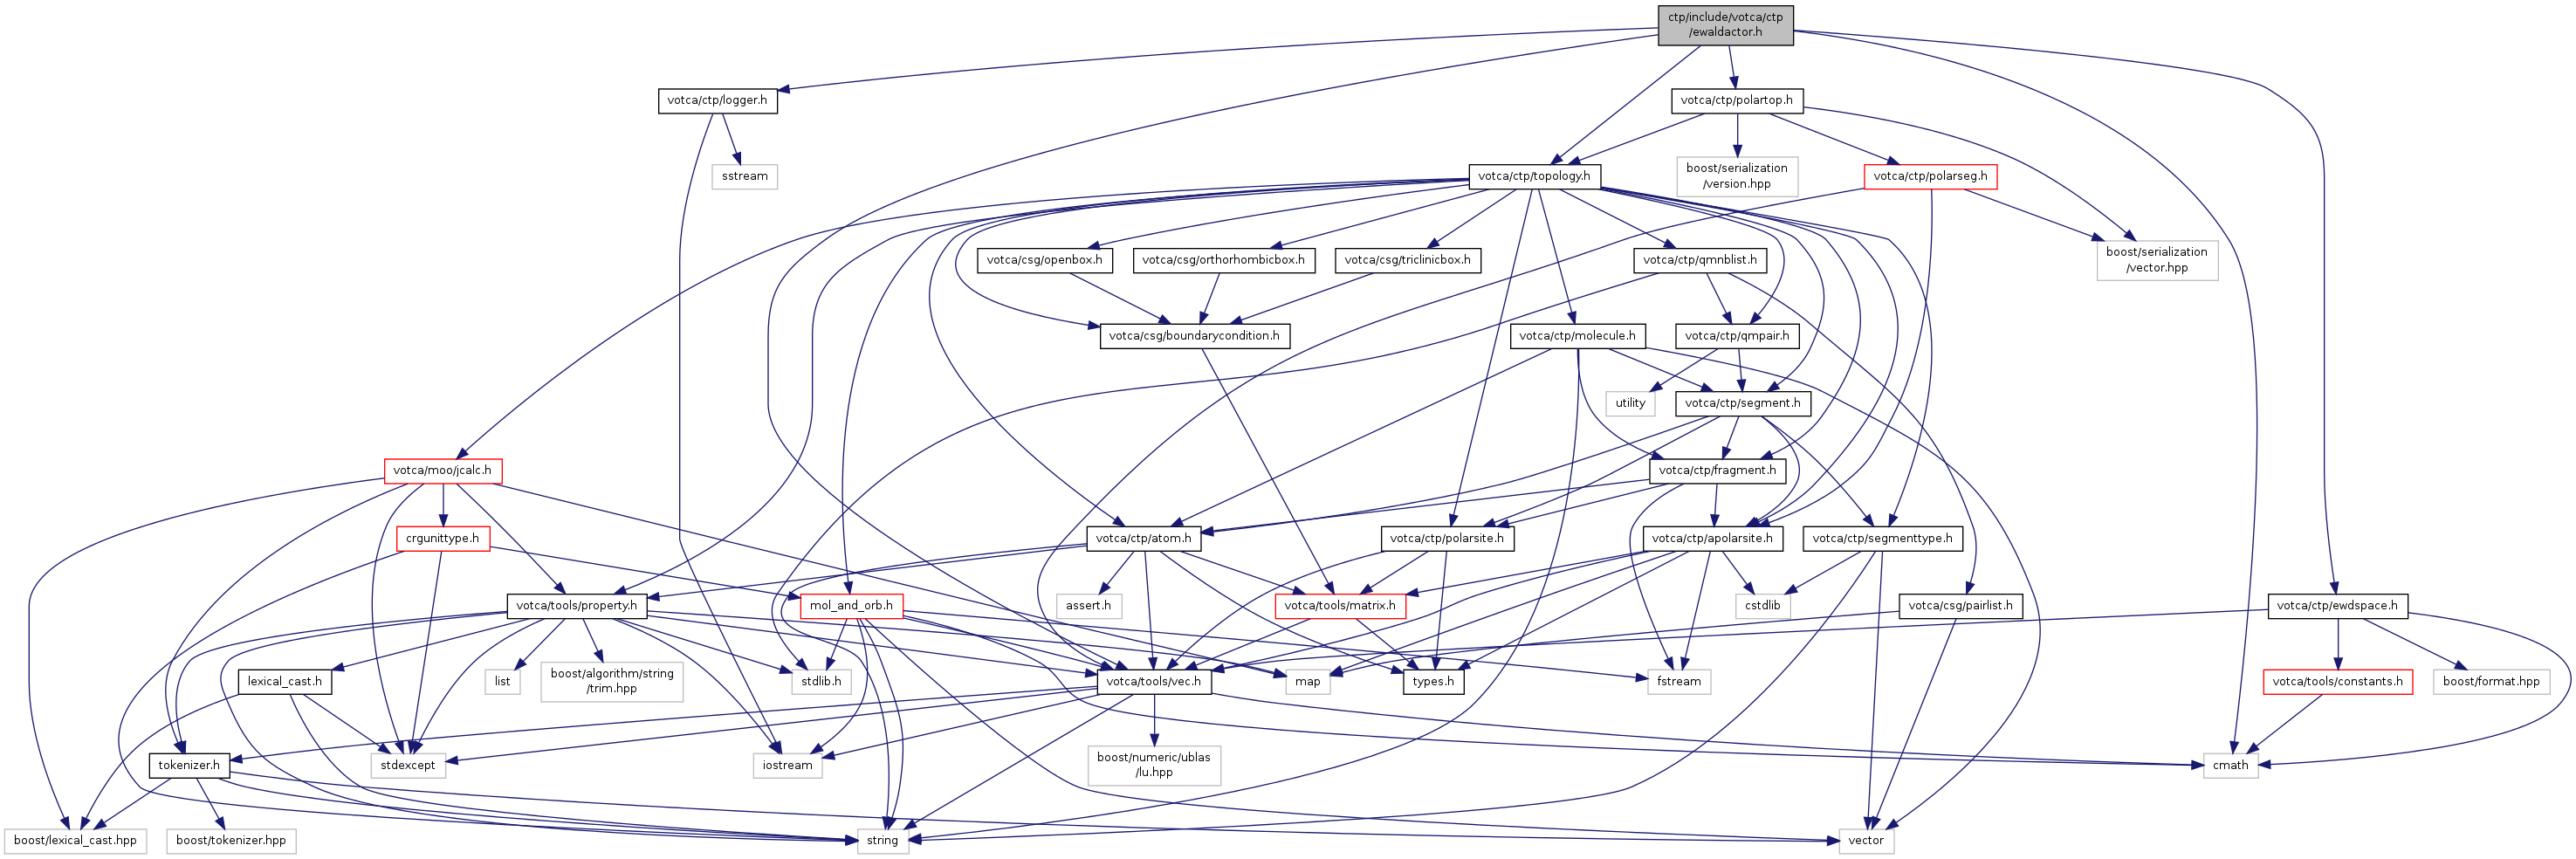 ctp/include/votca/ctp
/ewaldactor.h
votca/ctp/logger.h
votca/ctp/polartop.h
sstream
votca/ctp/topology.h
boost/serialization
/version.hpp
votca/ctp/polarseg.h
votca/csg/openbox.h
votca/csg/orthorhombicbox.h
votca/csg/triclinicbox.h
votca/ctp/qmnblist.h
boost/serialization
/vector.hpp
votca/csg/boundarycondition.h
votca/ctp/molecule.h
votca/ctp/qmpair.h
utility
votca/ctp/segment.h
votca/moo/jcalc.h
votca/ctp/fragment.h
crgunittype.h
votca/ctp/atom.h
votca/ctp/polarsite.h
votca/ctp/apolarsite.h
votca/ctp/segmenttype.h
votca/tools/property.h
mol_and_orb.h
assert.h
votca/tools/matrix.h
cstdlib
votca/csg/pairlist.h
votca/ctp/ewdspace.h
lexical_cast.h
list
boost/algorithm/string
/trim.hpp
stdlib.h
votca/tools/vec.h
map
types.h
fstream
votca/tools/constants.h
boost/format.hpp
tokenizer.h
stdexcept
iostream
boost/numeric/ublas
/lu.hpp
cmath
boost/lexical_cast.hpp
boost/tokenizer.hpp
string
vector